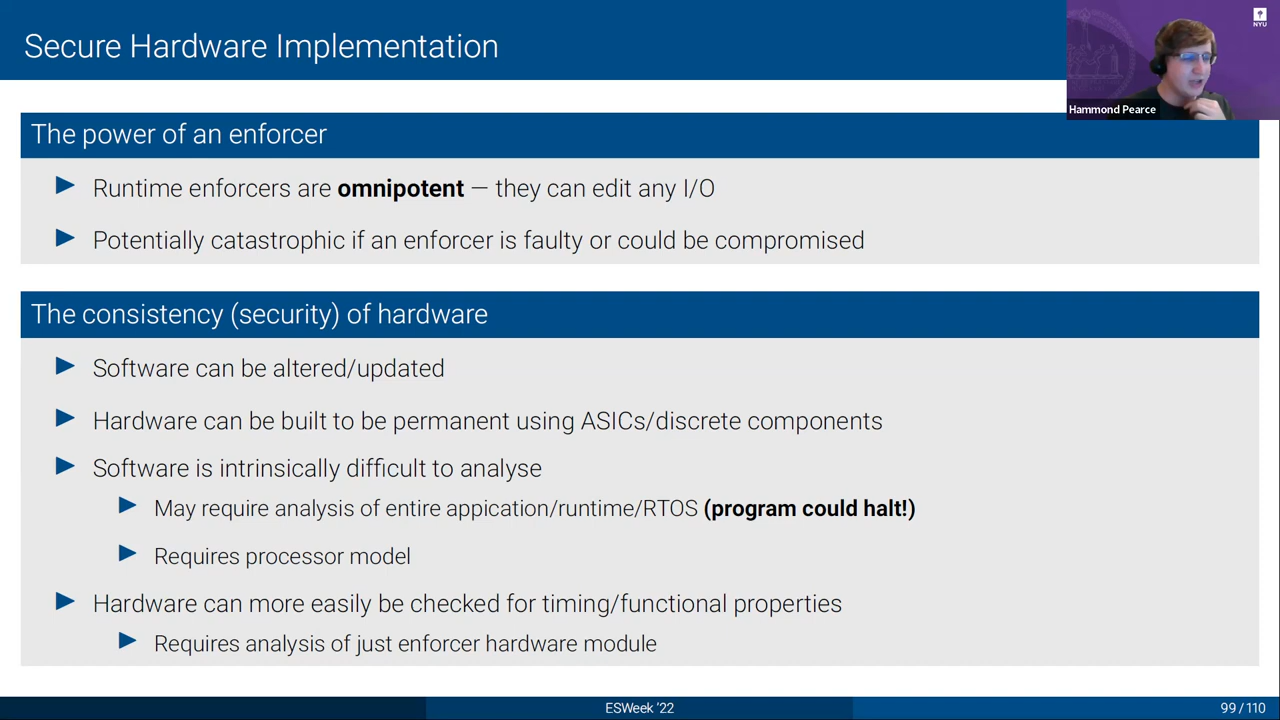 Secure Hardware Implementation
NYU
Hammond Pearce
The power of an enforcer
Runtime enforcers are omnipotent — they can edit any I/O
Potentially catastrophic if an enforcer is faulty or could be compromised
The consistency (security) of hardware
Software can be altered/updated
Hardware can be built to be permanent using ASICs/discrete components
Software is intrinsically difficult to analyse
May require analysis of entire appication/runtime/RTOS (program could halt!)
Requires processor model
Hardware can more easily be checked for timing/functional properties
Requires analysis of just enforcer hardware module
ESWeek '22
99 / 110